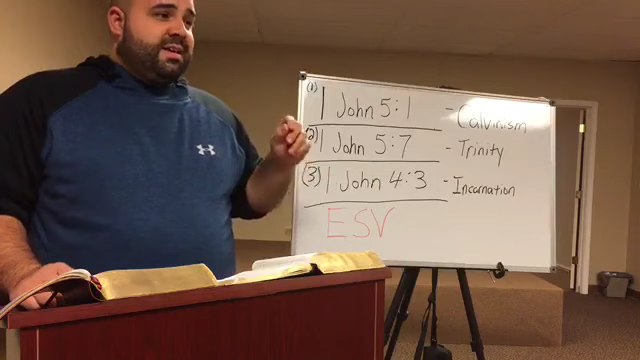 (1) 1 John 5:1 - Calvinism
(2) 1 John 5:7 - Trinity
(3) 1 John 4:3 - Incarnation
ESV